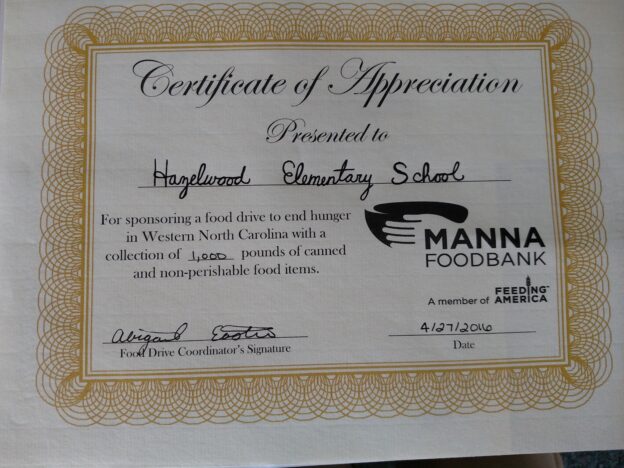 Certificate of Appreciation
Presented to
Hazelwood Elementary School
For sponsoring a food drive to end hunger
in Western North Carolina with a
collection of 1,000 pounds of canned
and non-perishable food items.
MANNA
FOODBANK
A member of FEEDING AMERICA
4/27/2016
Food Drive Coordinator's Signature
Date